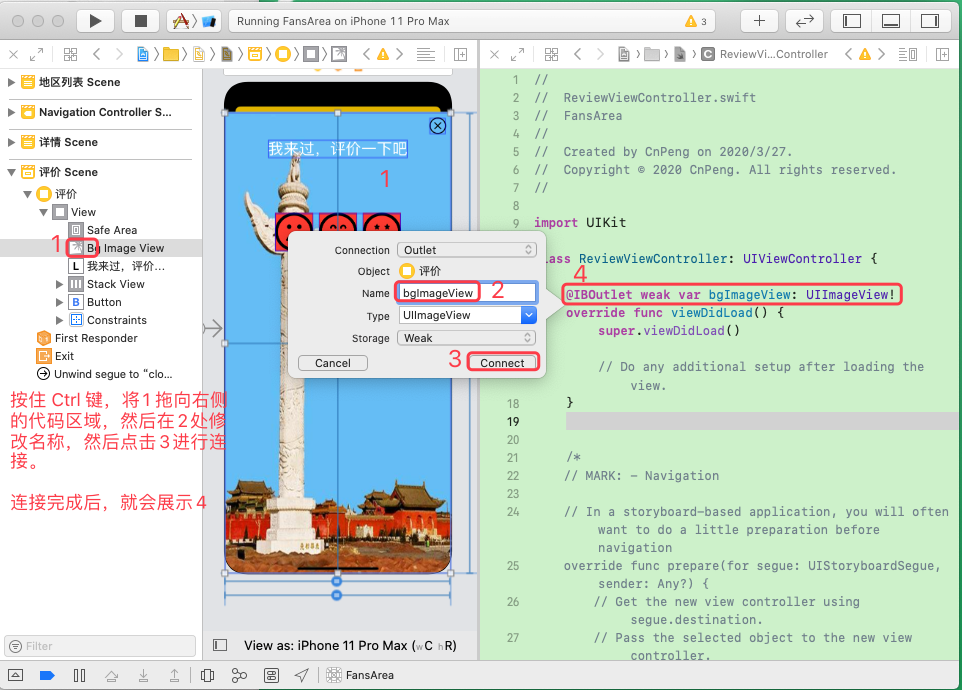 Running FansArea on iPhone 11 Pro Max
3
ReviewVi...Controller
地区列表 Scene
Navigation Controller S...
详情 Scene
评价 Scene
评价
View
Safe Area
1
Bg Image View
L 我来过，评价...
Stack View
B Button
Constraints
First Responder
Exit
Unwind segue to “clo...
按住 Ctrl 键，将1拖向右侧
的代码区域，然后在2处修
改名称，然后点击3进行连
接。
连接完成后，就会展示4
Filter
我来过，评价一下吧
1
Connection Outlet
Object 评价
Name bgImageView 2
Type UIImageView
Storage Weak
Cancel 3 Connect
View as: iPhone 11 Pro Max (wC hR)
1 //
2 // ReviewViewController.swift
3 // FansArea
4 //
5 // Created by CnPeng on 2020/3/27.
6 // Copyright © 2020 CnPeng. All rights reserved.
7 //
8
9 import UIKit
class ReviewViewController: UIViewController {
4
@IBOutlet weak var bgImageView: UIImageView!
override func viewDidLoad() {
super.viewDidLoad()
// Do any additional setup after loading the
view.
18 }
19
20
21 /*
22 // MARK: - Navigation
23
24 // In a storyboard-based application, you will often
want to do a little preparation before
navigation
25 override func prepare(for segue: UIStoryboardSegue,
sender: Any?) {
26 // Get the new view controller using
segue.destination.
27 // Pass the selected object to the new view
controller.
FansArea